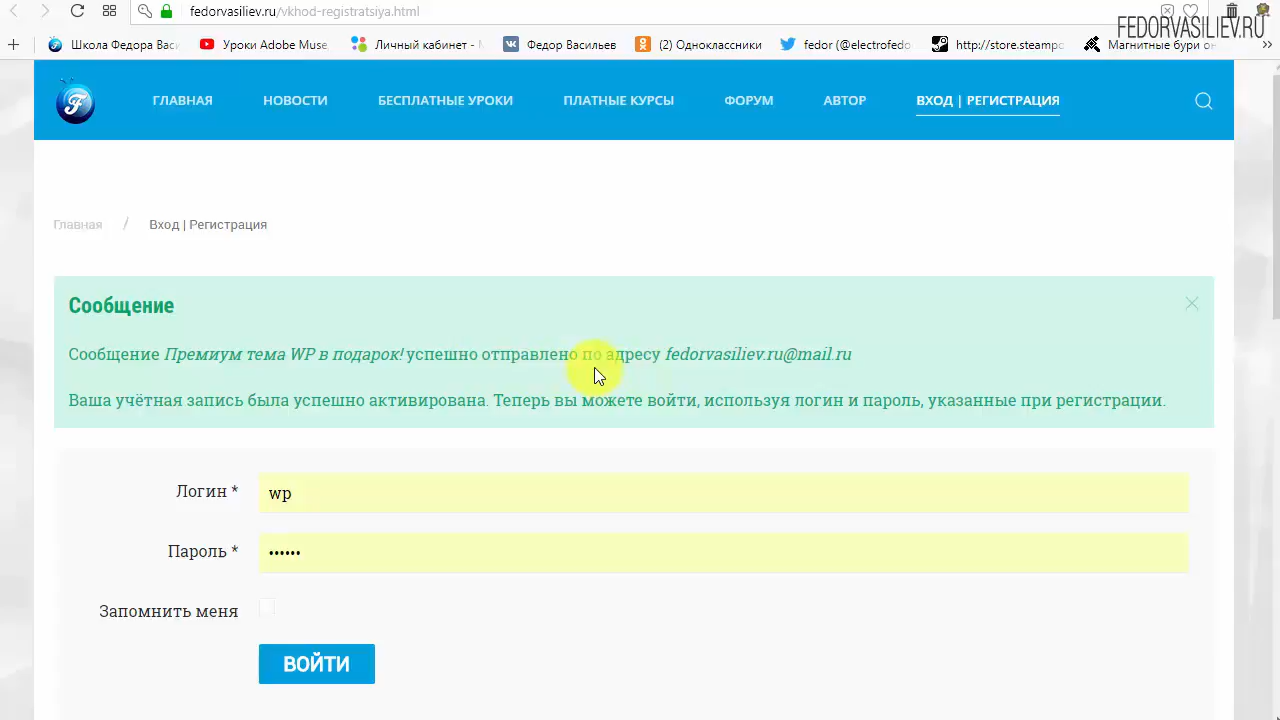 fedorvasiliev.ru/vkhod-registratsiya.html
FEDORVASILIEV.RU
Школа Федора Васи
Уроки Adobe Muse,
Личный кабинет -
Федор Васильев
(2) Одноклассники
fedor (@electrofedo
http://store.steampo
Магнитные бури он
ГЛАВНАЯ
НОВОСТИ
БЕСПЛАТНЫЕ УРОКИ
ПЛАТНЫЕ КУРСЫ
ФОРУМ
АВТОР
ВХОД | РЕГИСТРАЦИЯ
Главная / Вход | Регистрация
Сообщение
Сообщение Премиум тема WP в подарок! успешно отправлено по адресу fedorvasiliev.ru@mail.ru
Ваша учётная запись была успешно активирована. Теперь вы можете войти, используя логин и пароль, указанные при регистрации.
Логин *
wp
Пароль *
••••••
Запомнить меня
ВОЙТИ